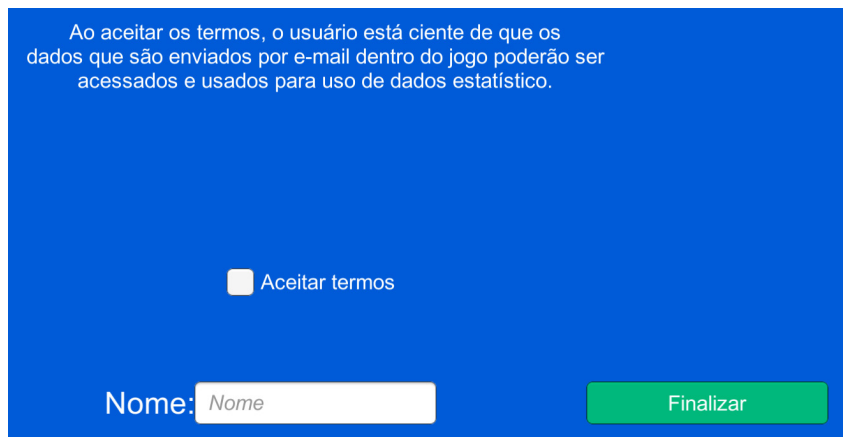 Ao aceitar os termos, o usuário está ciente de que os
dados que são enviados por e-mail dentro do jogo poderão ser
acessados e usados para uso de dados estatístico.
Aceitar termos
Nome: Nome
Finalizar